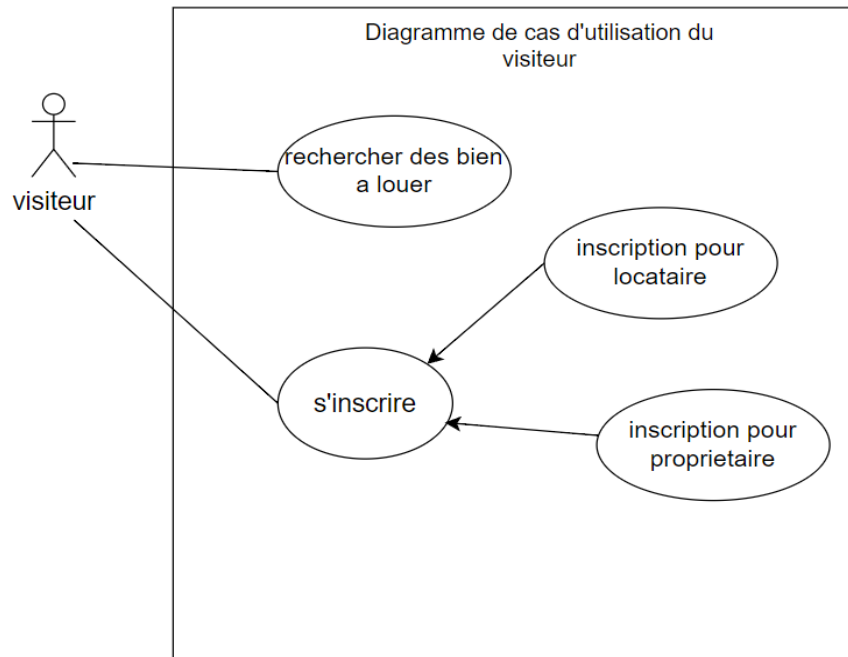 Diagramme de cas d'utilisation du
visiteur
rechercher des bien
a louer
visiteur
inscription pour
locataire
s'inscrire
inscription pour
proprietaire